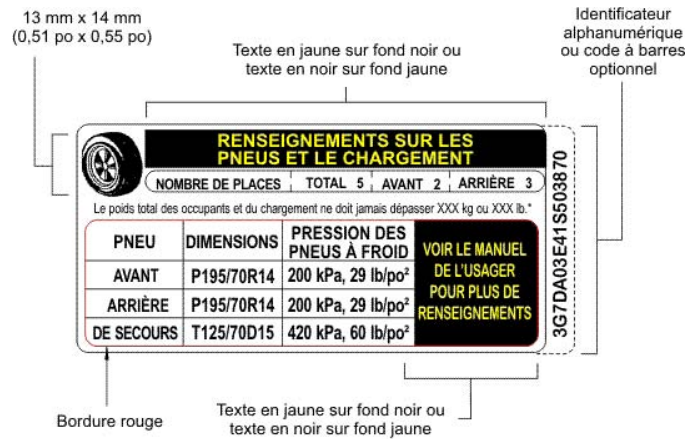 13 mm x 14 mm
(0,51 po x 0,55 po)
Texte en jaune sur fond noir ou
texte en noir sur fond jaune
Identificateur
alphanumérique
ou code à barres
optionnel
RENSEIGNEMENTS SUR LES
PNEUS ET LE CHARGEMENT
NOMBRE DE PLACES TOTAL 5 AVANT 2 ARRIÈRE 3
Le poids total des occupants et du chargement ne doit jamais dépasser XXX kg ou XXX lb.*
PNEU DIMENSIONS PRESSION DES
PNEUS À FROID
AVANT P195/70R14 200 kPa, 29 lb/po²
ARRIÈRE P195/70R14 200 kPa, 29 lb/po²
DE SECOURS T125/70D15 420 kPa, 60 lb/po²
VOIR LE MANUEL
DE L'USAGER
POUR PLUS DE
RENSEIGNEMENTS
3G7DA03E41S503870
Bordure rouge
Texte en jaune sur fond noir ou
texte en noir sur fond jaune